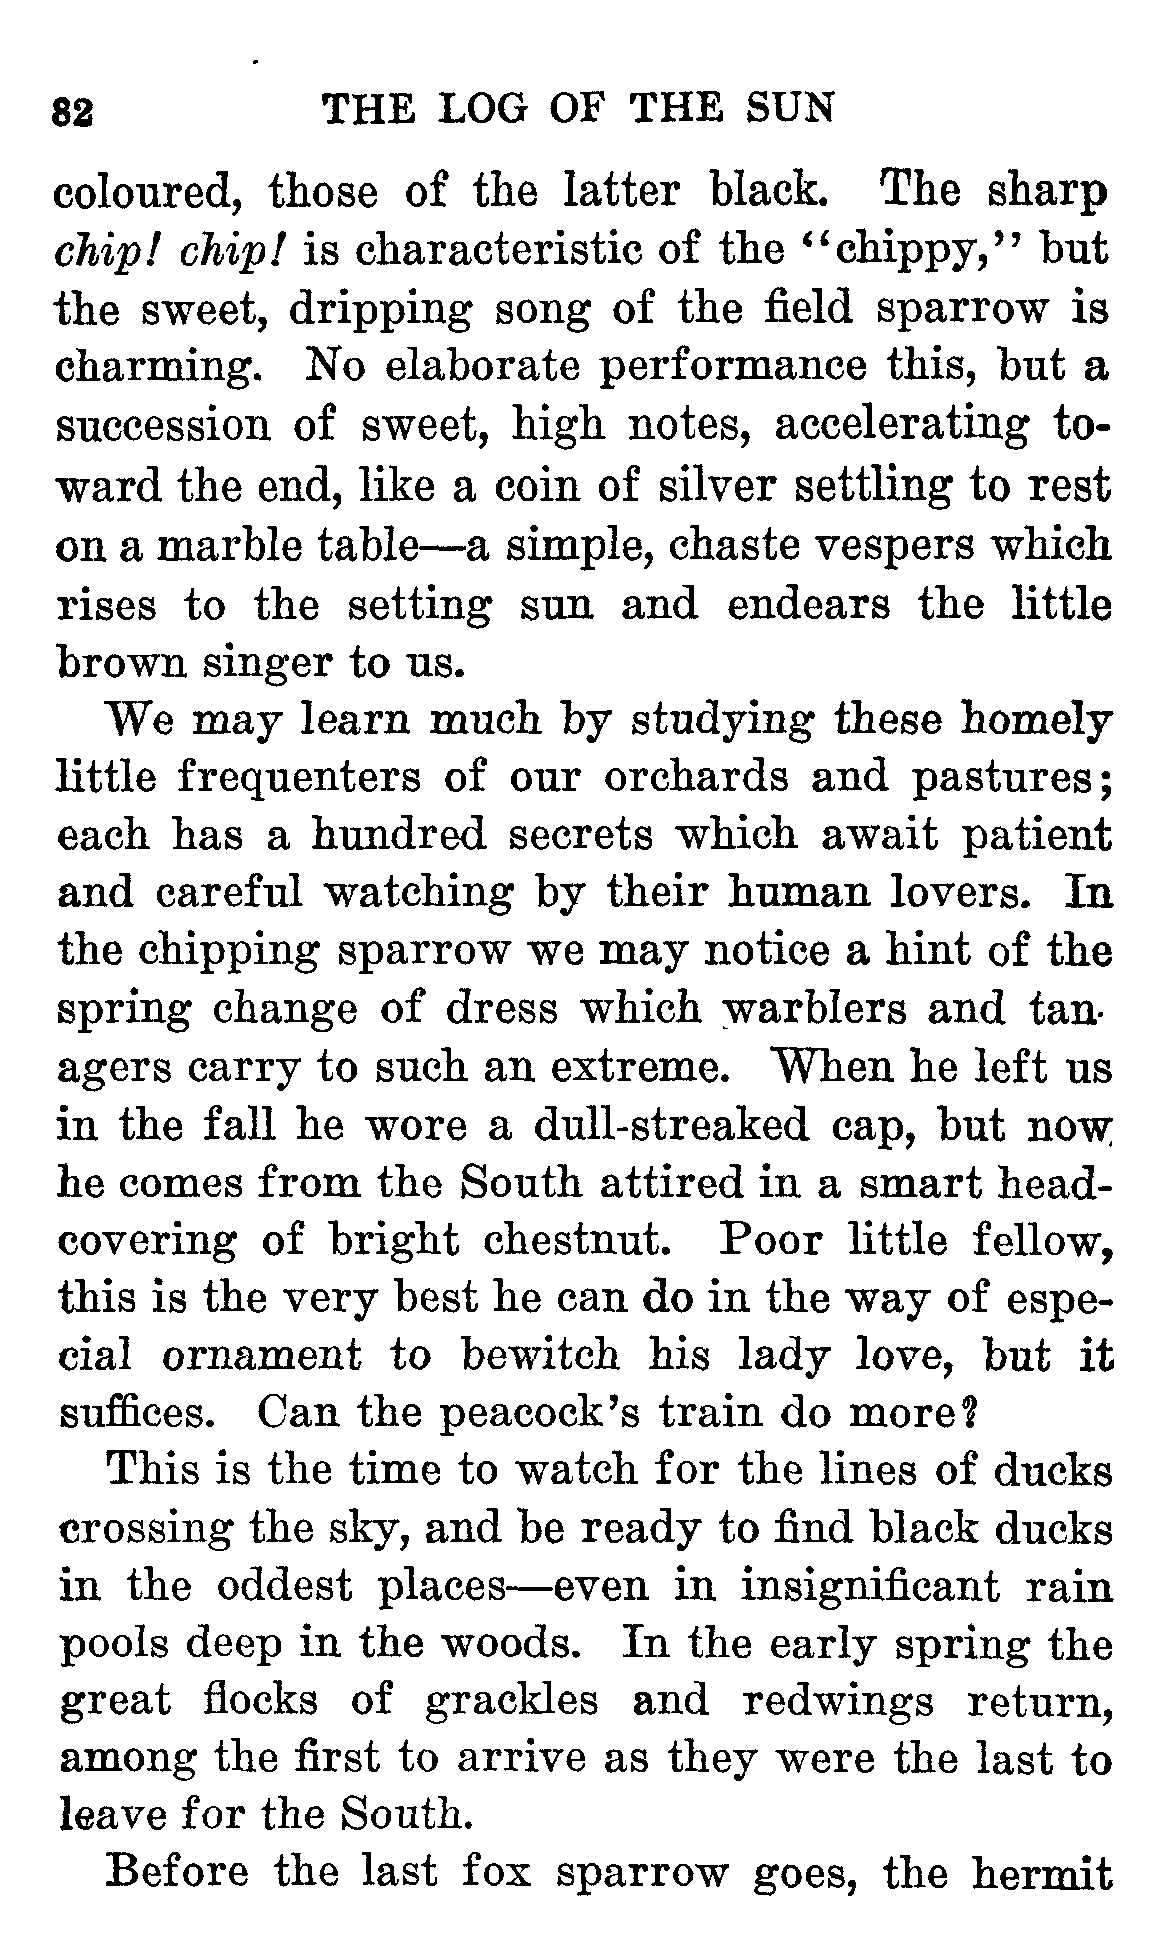 82 THE LOG OF THE SUN
coloured, those of the latter black. The sharp
chip! chip! is characteristic of the “chippy,” but
the sweet, dripping song of the field sparrow is
charming. No elaborate performance this, but a
succession of sweet, high notes, accelerating to-
ward the end, like a coin of silver settling to rest
on a marble table—a simple, chaste vespers which
rises to the setting sun and endears the little
brown singer to us.
We may learn much by studying these homely
little frequenters of our orchards and pastures;
each has a hundred secrets which await patient
and careful watching by their human lovers. In
the chipping sparrow we may notice a hint of the
spring change of dress which warblers and tan-
agers carry to such an extreme. When he left us
in the fall he wore a dull-streaked cap, but now
he comes from the South attired in a smart head-
covering of bright chestnut. Poor little fellow,
this is the very best he can do in the way of espe-
cial ornament to bewitch his lady love, but it
suffices. Can the peacock’s train do more?
This is the time to watch for the lines of ducks
crossing the sky, and be ready to find black ducks
in the oddest places—even in insignificant rain
pools deep in the woods. In the early spring the
great flocks of grackles and redwings return,
among the first to arrive as they were the last to
leave for the South.
Before the last fox sparrow goes, the hermit